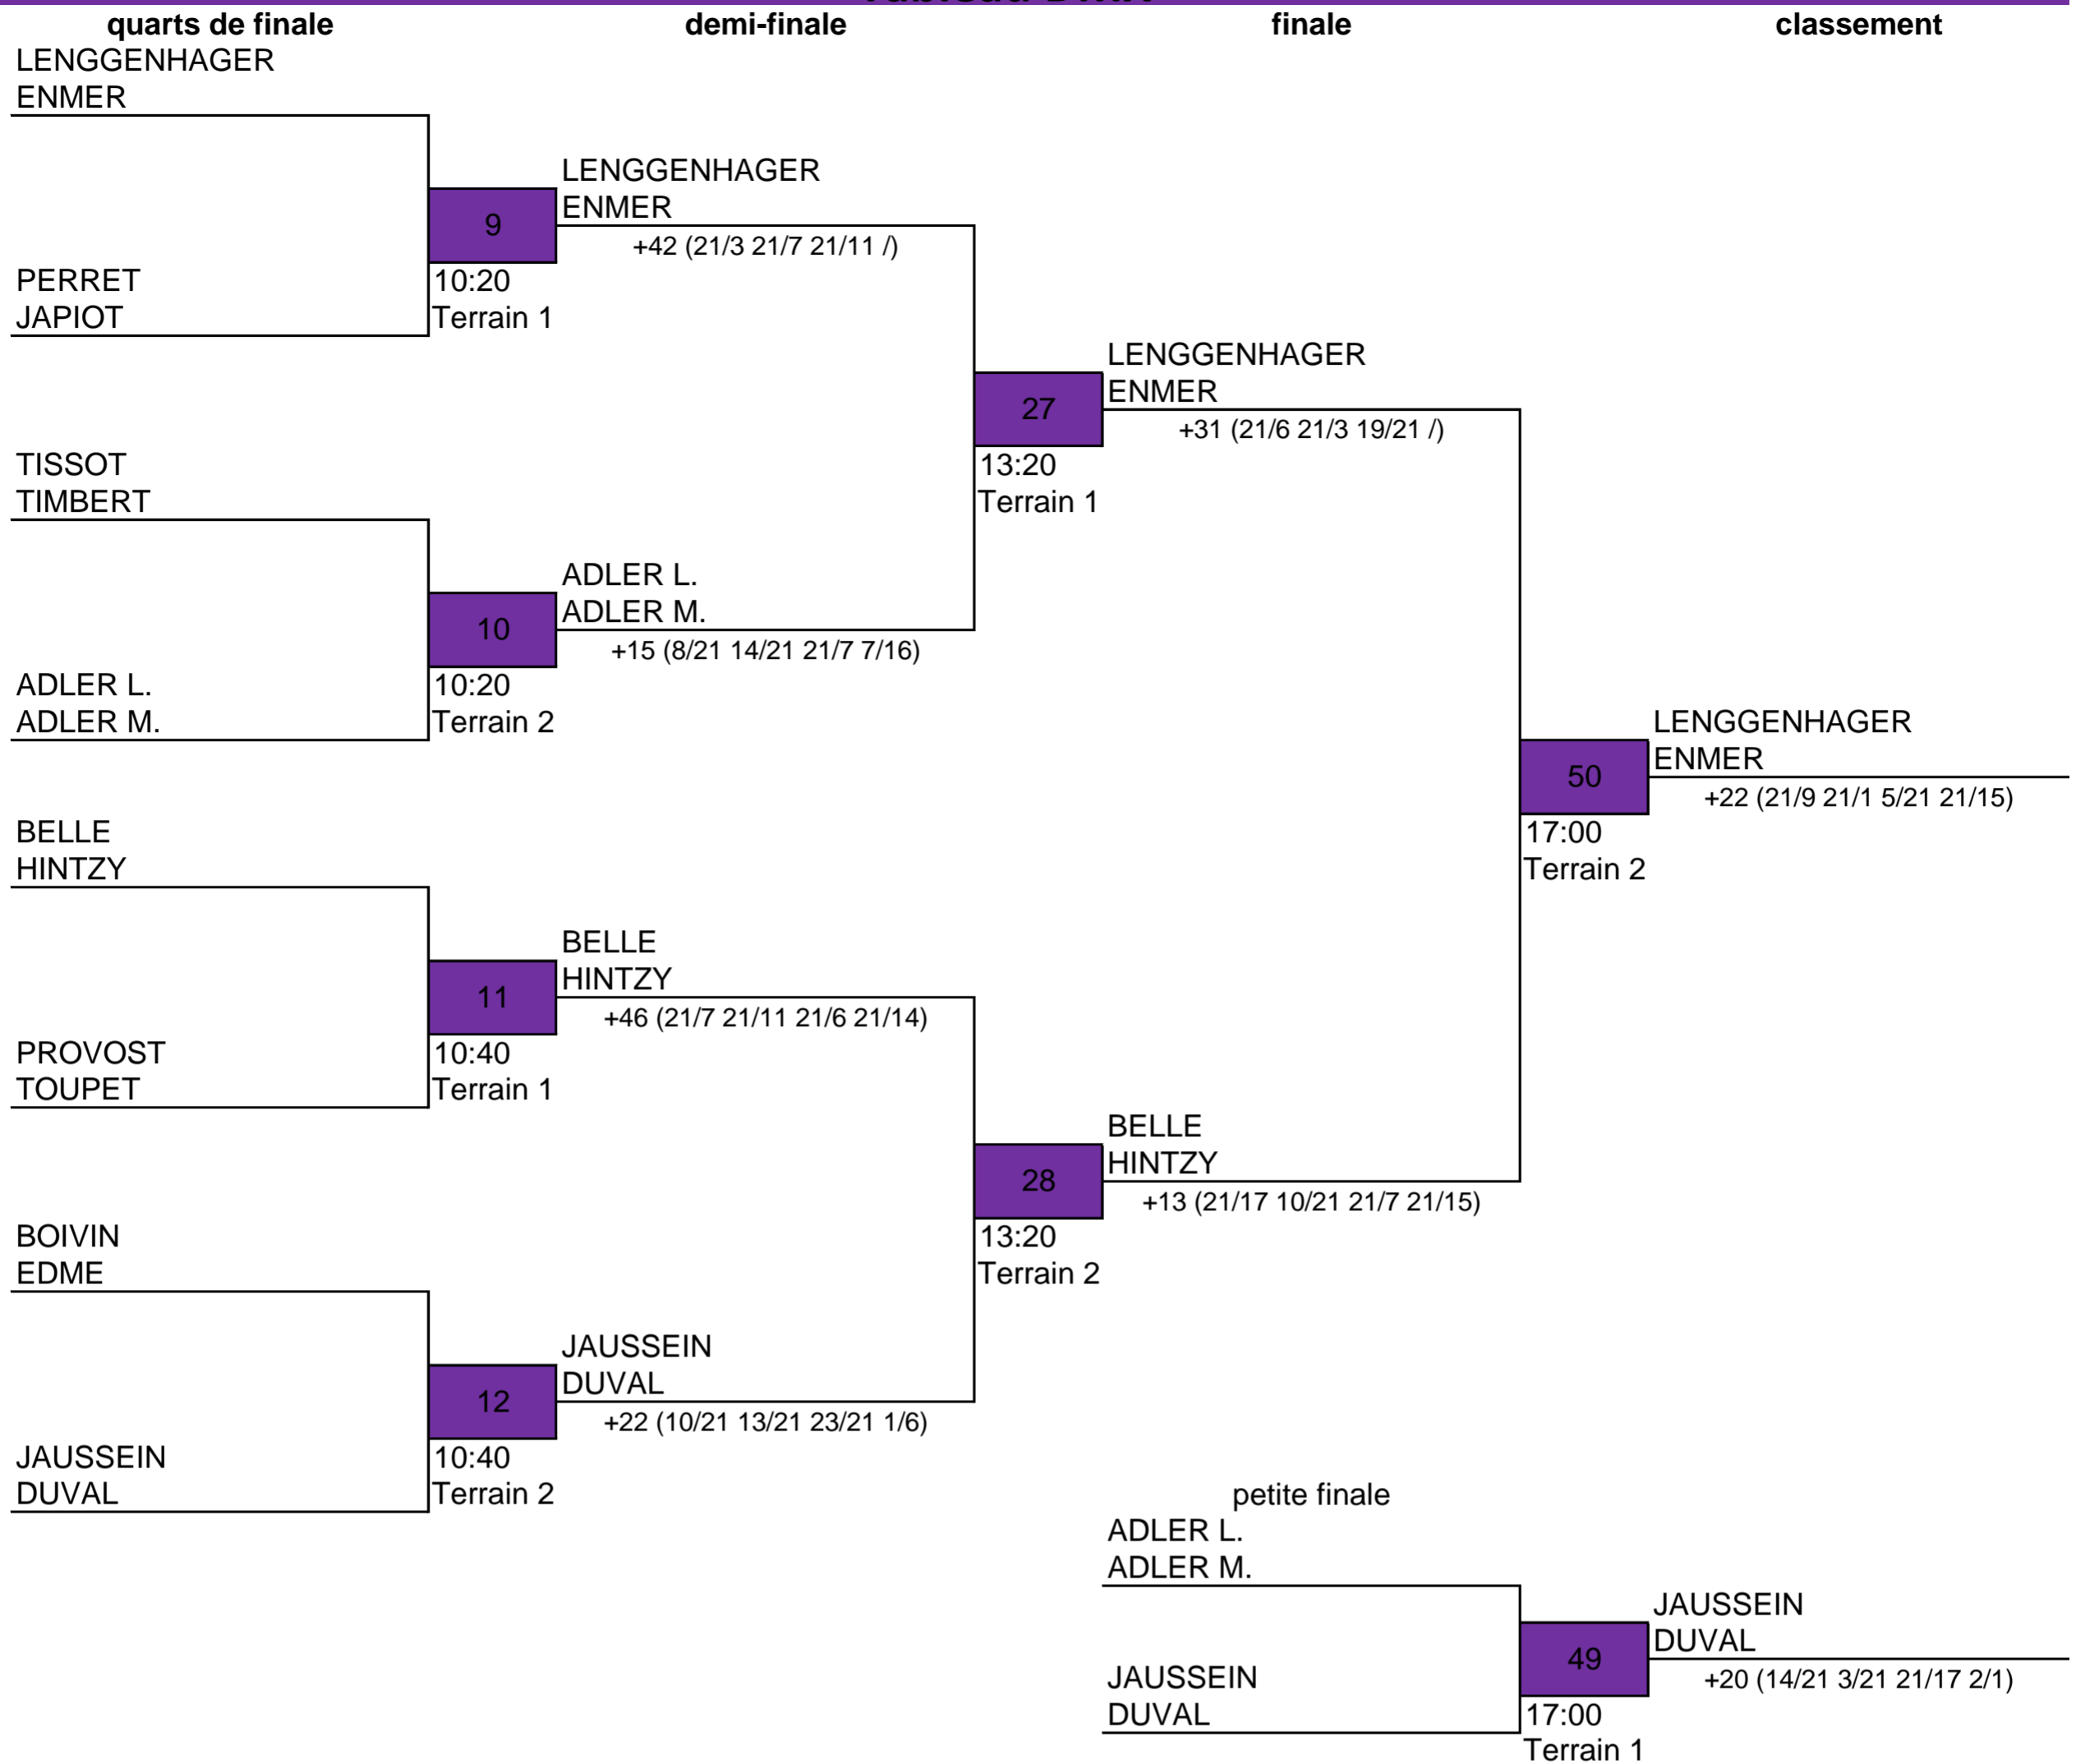 quarts de finale demi-finale finale classement
LENGGENHAGER
ENMER
LENGGENHAGER
ENMER
9
+42 (21/3 21/7 21/11 /)
PERRET
JAPIOT
10:20
Terrain 1
LENGGENHAGER
ENMER
27
+31 (21/6 21/3 19/21 /)
13:20
Terrain 1
TISSOT
TIMBERT
ADLER L.
ADLER M.
10
+15 (8/21 14/21 21/7 7/16)
ADLER L.
ADLER M.
10:20
Terrain 2
LENGGENHAGER
ENMER
50
+22 (21/9 21/1 5/21 21/15)
17:00
Terrain 2
BELLE
HINTZY
BELLE
HINTZY
11
+46 (21/7 21/11 21/6 21/14)
PROVOST
TOUPET
10:40
Terrain 1
BELLE
HINTZY
28
+13 (21/17 10/21 21/7 21/15)
13:20
Terrain 2
BOIVIN
EDME
JAUSSEIN
DUVAL
12
+22 (10/21 13/21 23/21 1/6)
JAUSSEIN
DUVAL
10:40
Terrain 2
petite finale
ADLER L.
ADLER M.
JAUSSEIN
DUVAL
49
+20 (14/21 3/21 21/17 2/1)
JAUSSEIN
DUVAL
17:00
Terrain 1